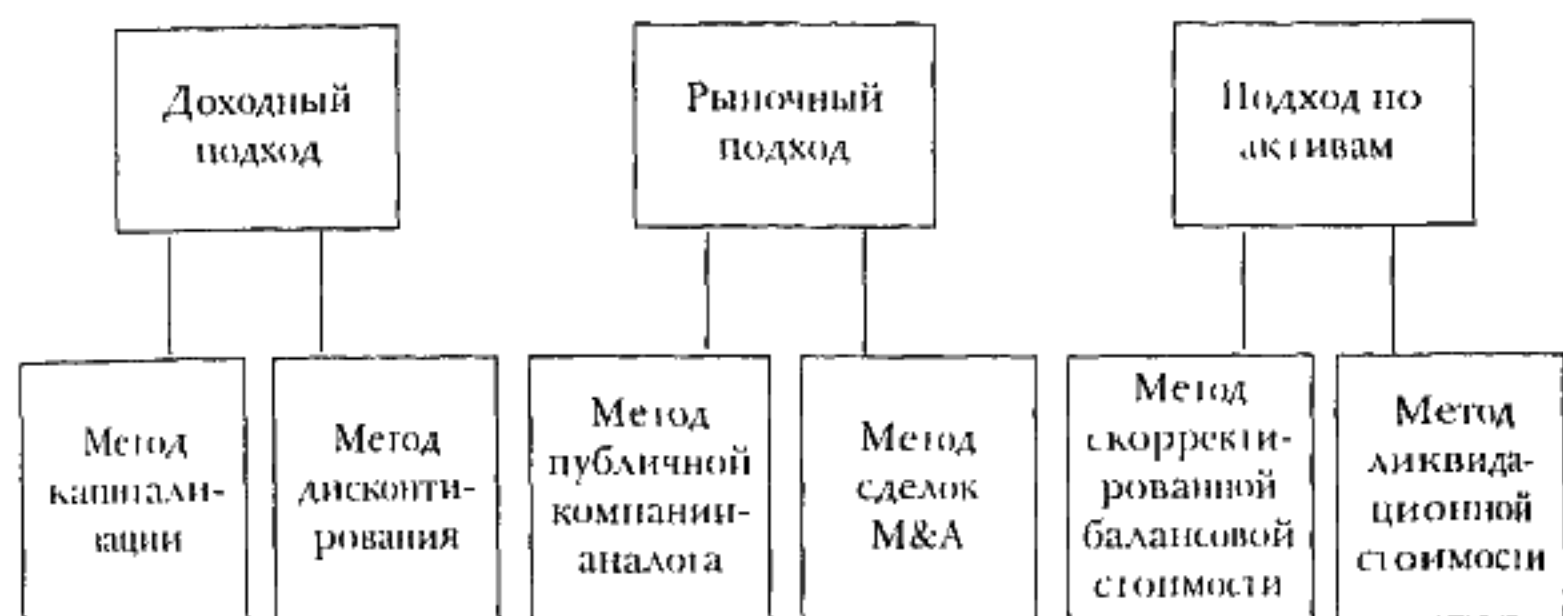 Доходный
подход
Рыночный
подход
Подход по
активам
Метод
капитали-
зации
Метод
дисконти-
рования
Метод
публичной
компании-
аналога
Метод
сделок
M&A
Метод
скорректи-
рованной
балансовой
стоимости
Метод
ликвида-
ционной
стоимости